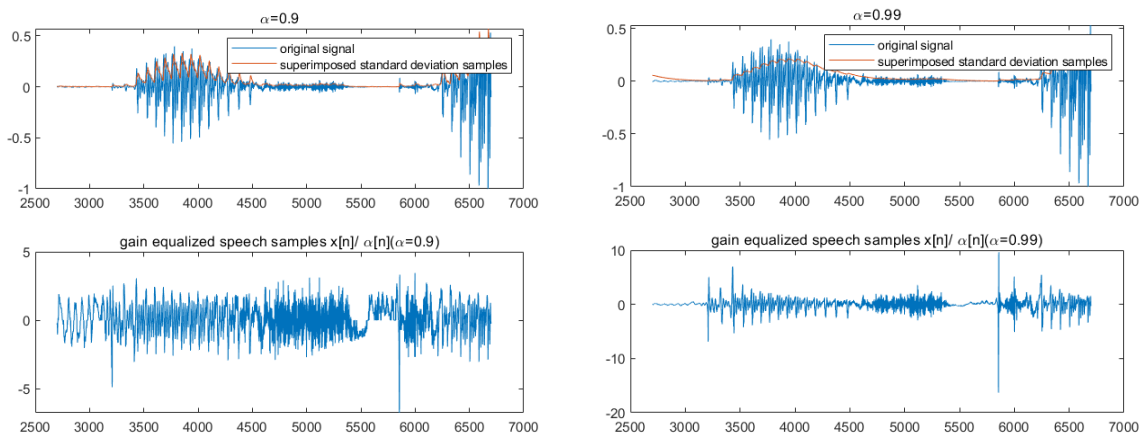 α=0.9
0.5
0
-0.5
-1
original signal
superimposed standard deviation samples
2500 3000 3500 4000 4500 5000 5500 6000 6500 7000
α=0.99
0.5
0
-0.5
-1
original signal
superimposed standard deviation samples
2500 3000 3500 4000 4500 5000 5500 6000 6500 7000
gain equalized speech samples x[n]/ α[n](α=0.9)
5
0
-5
2500 3000 3500 4000 4500 5000 5500 6000 6500 7000
gain equalized speech samples x[n]/ α[n](α=0.99)
10
0
-10
-20
2500 3000 3500 4000 4500 5000 5500 6000 6500 7000